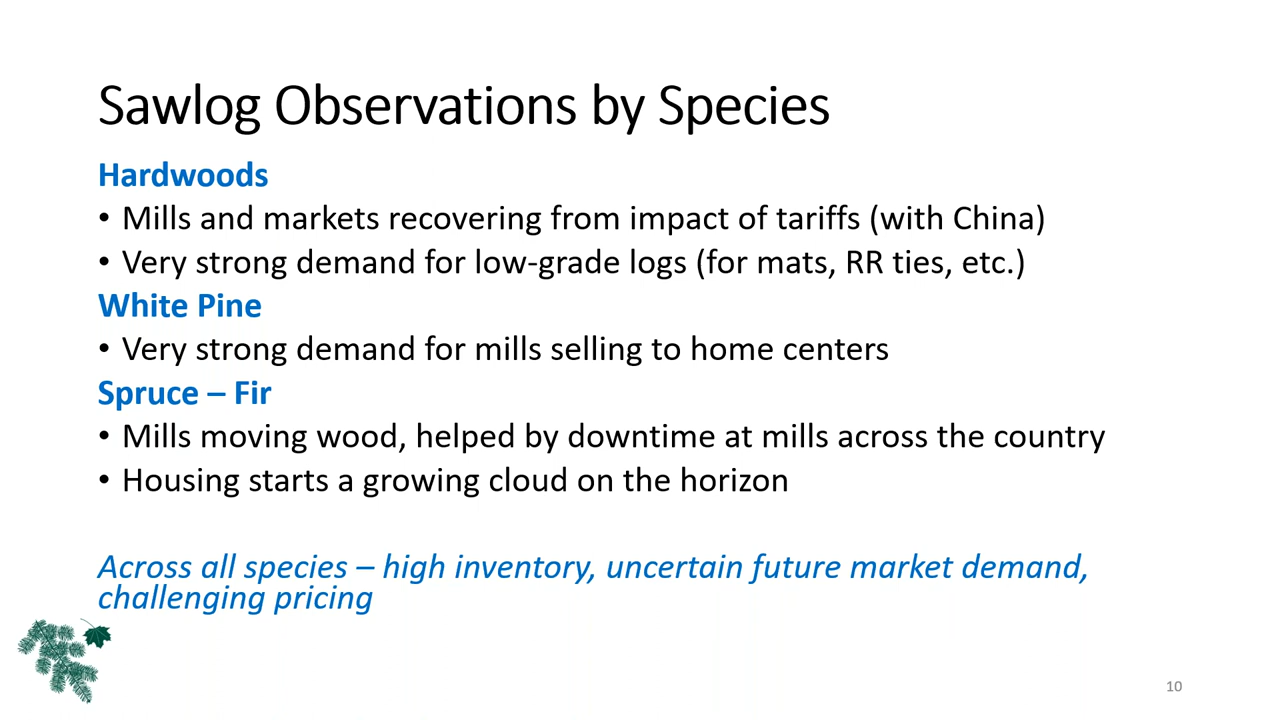 Sawlog Observations by Species
Hardwoods
• Mills and markets recovering from impact of tariffs (with China)
• Very strong demand for low-grade logs (for mats, RR ties, etc.)
White Pine
• Very strong demand for mills selling to home centers
Spruce – Fir
• Mills moving wood, helped by downtime at mills across the country
• Housing starts a growing cloud on the horizon
Across all species – high inventory, uncertain future market demand,
challenging pricing
10